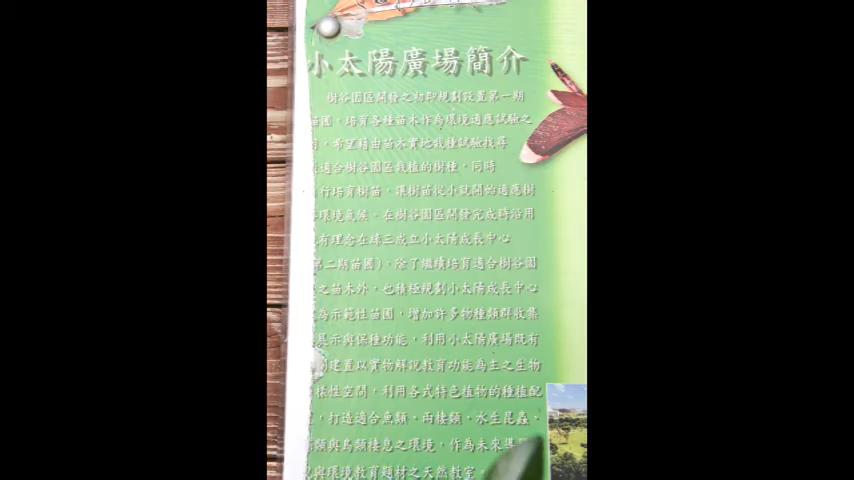 小太陽廣場簡介
樹谷園區開發之初即規劃設置第一期
苗圃，培育各種苗木作為環境適應試驗之
，希望藉由苗木實地栽種試驗找尋
適合樹谷園區栽植的樹種，同時
行培育樹苗，讓樹苗從小就開始適應樹
環境氣候。在樹谷園區開發完成時沿用
有理念在綠三成立小太陽成長中心
第二期苗圃)，除了繼續培育適合樹谷園
之苗木外，也積極規劃小太陽成長中心
為示範性苗圃，增加許多物種類群收集
展示與保種功能，利用小太陽廣場既有
建置以實物解說教育功能為主之生物
樣性空間，利用各式特色植物的種植配
，打造適合魚類、兩棲類、水生昆蟲、
類與鳥類棲息之環境，作為未來導
與環境教育題材之天然教室。